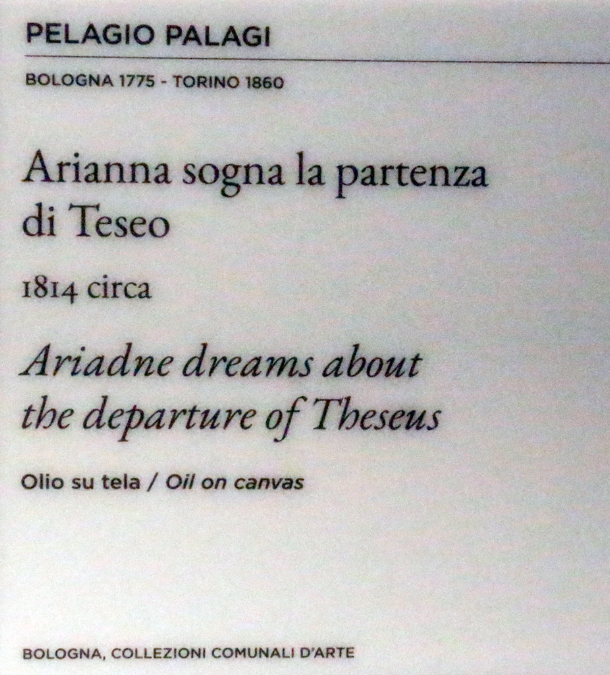 PELAGIO PALAGI
BOLOGNA 1775 - TORINO 1860
Arianna sogna la partenza
di Teseo
1814 circa
Ariadne dreams about
the departure of Theseus
Olio su tela / Oil on canvas
BOLOGNA, COLLEZIONI COMUNALI D'ARTE